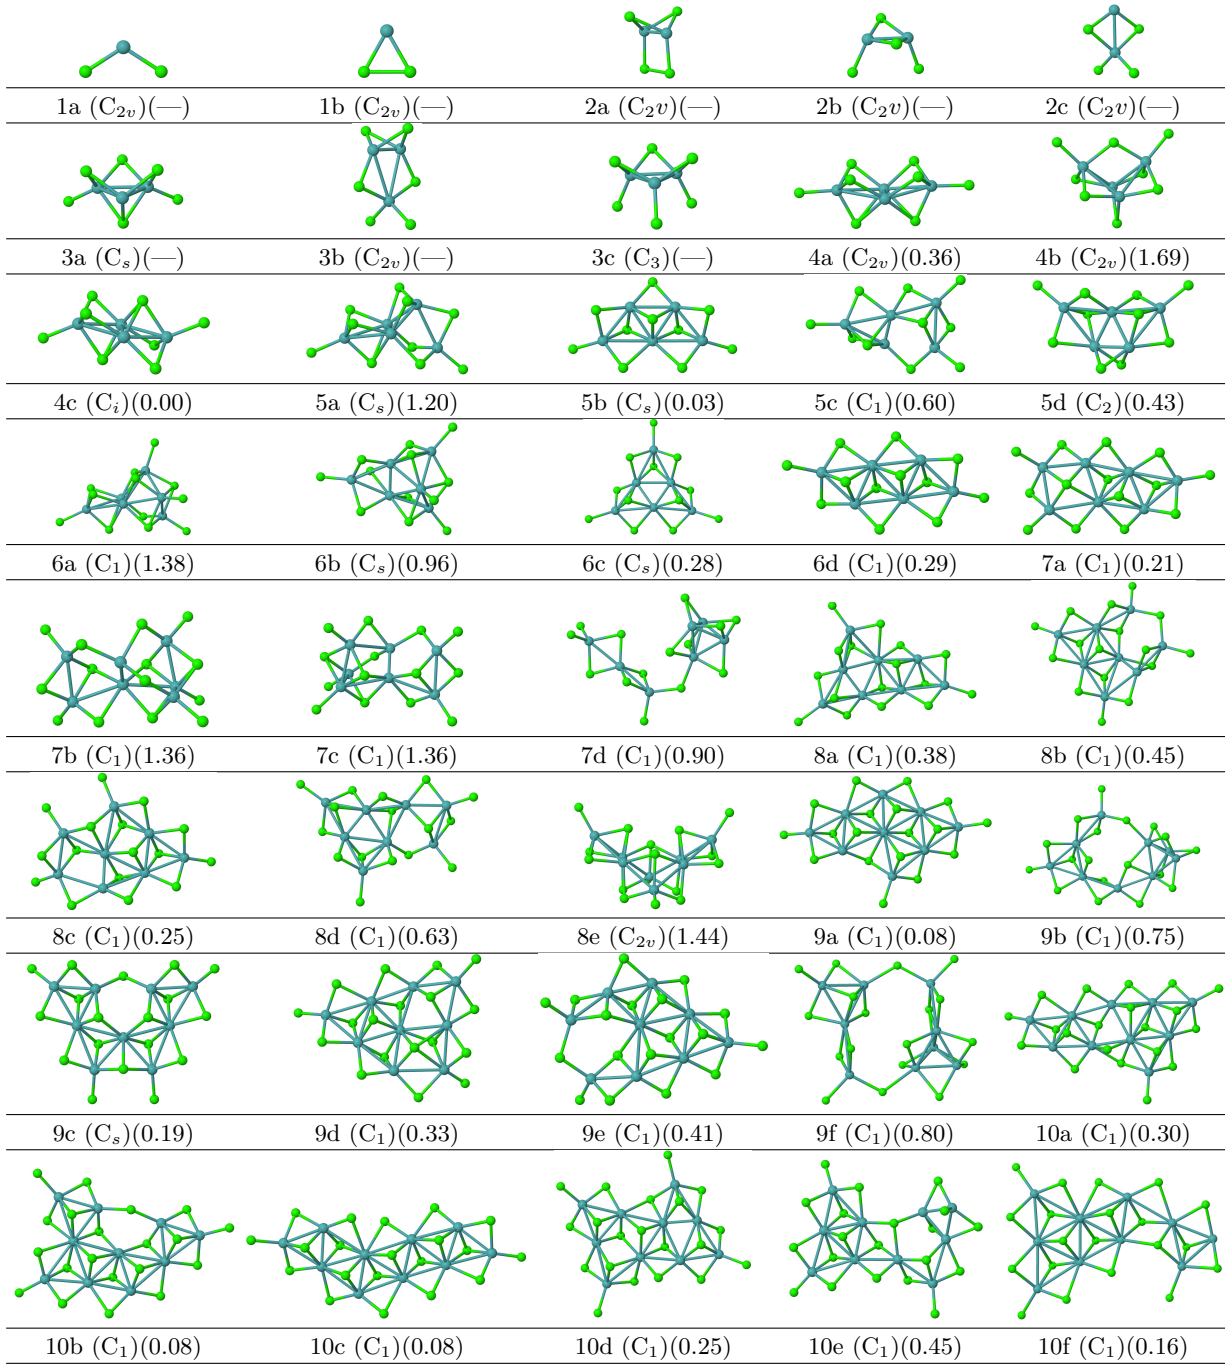 1a (C₂ᵥ)(—) 1b (C₂ᵥ)(—) 2a (C₂v)(—) 2b (C₂v)(—) 2c (C₂v)(—)
3a (Cₛ)(—) 3b (C₂ᵥ)(—) 3c (C₃)(—) 4a (C₂ᵥ)(0.36) 4b (C₂ᵥ)(1.69)
4c (Cᵢ)(0.00) 5a (Cₛ)(1.20) 5b (Cₛ)(0.03) 5c (C₁)(0.60) 5d (C₂)(0.43)
6a (C₁)(1.38) 6b (Cₛ)(0.96) 6c (Cₛ)(0.28) 6d (C₁)(0.29) 7a (C₁)(0.21)
7b (C₁)(1.36) 7c (C₁)(1.36) 7d (C₁)(0.90) 8a (C₁)(0.38) 8b (C₁)(0.45)
8c (C₁)(0.25) 8d (C₁)(0.63) 8e (C₂ᵥ)(1.44) 9a (C₁)(0.08) 9b (C₁)(0.75)
9c (Cₛ)(0.19) 9d (C₁)(0.33) 9e (C₁)(0.41) 9f (C₁)(0.80) 10a (C₁)(0.30)
10b (C₁)(0.08) 10c (C₁)(0.08) 10d (C₁)(0.25) 10e (C₁)(0.45) 10f (C₁)(0.16)